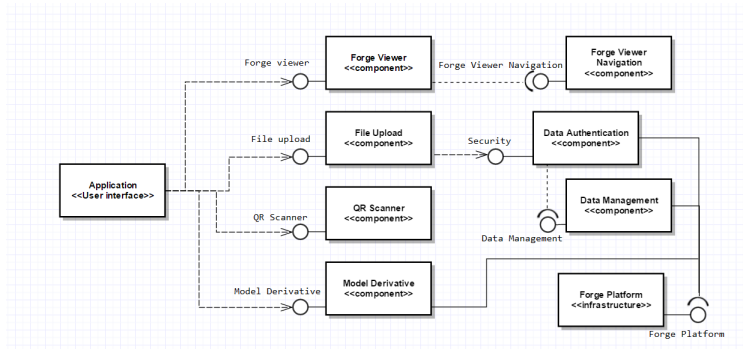 Forge viewer
Forge Viewer
<<component>>
Forge Viewer Navigation
Forge Viewer
Navigation
<<component>>
File upload
File Upload
<<component>>
Security
Data Authentication
<<component>>
Application
<<User interface>>
QR Scanner
QR Scanner
<<component>>
Data Management
<<component>>
Data Management
Model Derivative
Model Derivative
<<component>>
Forge Platform
<<infrastructure>>
Forge Platform